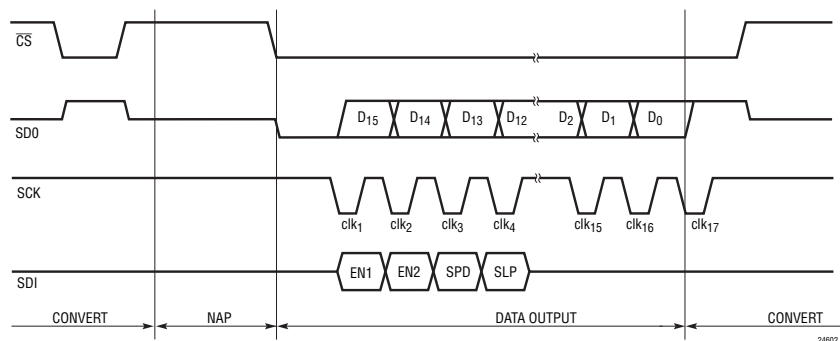 CS
SD0
D15 D14 D13 D12 D2 D1 D0
SCK
clk1 clk2 clk3 clk4 clk15 clk16 clk17
SDI
EN1 EN2 SPD SLP
CONVERT NAP DATA OUTPUT CONVERT